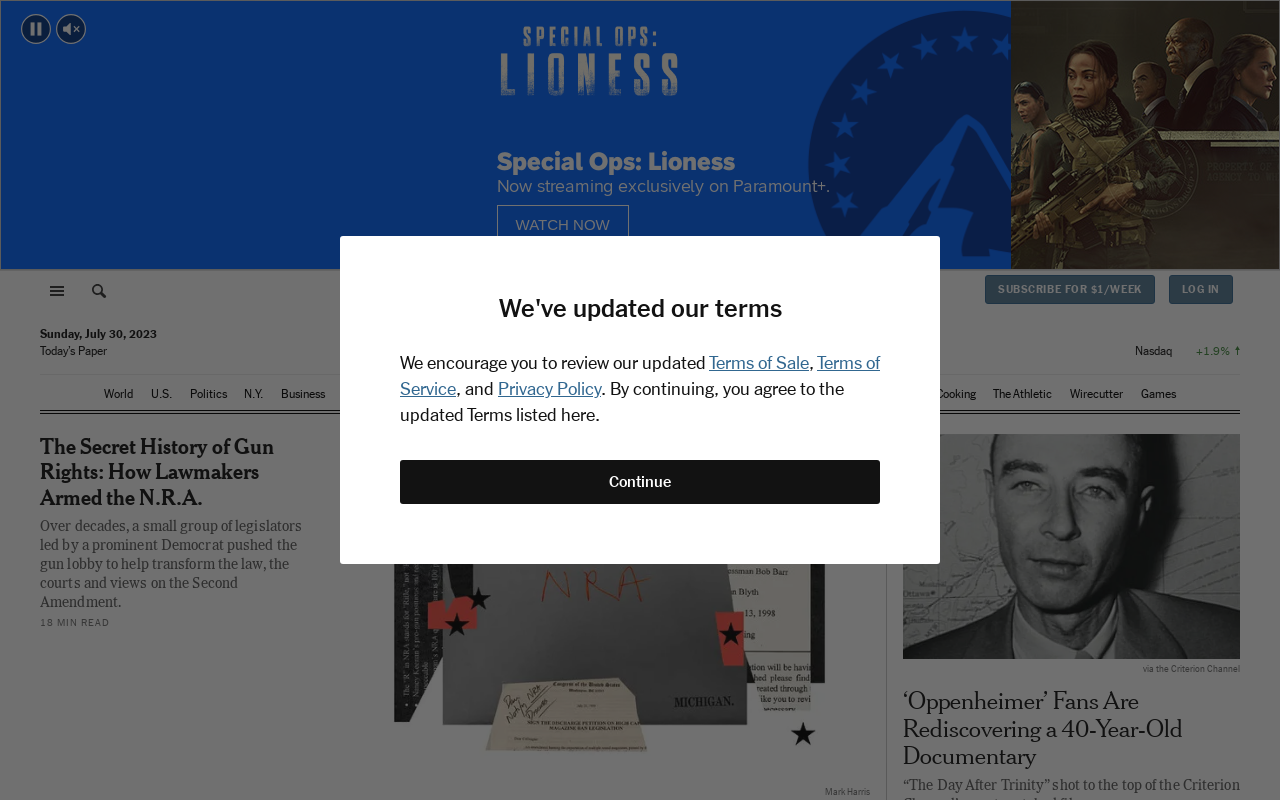 SPECIAL OPS:
LIONESS
Special Ops: Lioness
Now streaming exclusively on Paramount+.
WATCH NOW
SUBSCRIBE FOR $1/WEEK
LOG IN
Sunday, July 30, 2023
Today's Paper
Nasdaq +1.9%
World U.S. Politics N.Y. Business
Cooking The Athletic Wirecutter Games
We've updated our terms
We encourage you to review our updated Terms of Sale, Terms of
Service, and Privacy Policy. By continuing, you agree to the
updated Terms listed here.
Continue
The Secret History of Gun
Rights: How Lawmakers
Armed the N.R.A.
Over decades, a small group of legislators
led by a prominent Democrat pushed the
gun lobby to help transform the law, the
courts and views on the Second
Amendment.
18 MIN READ
NRA
Bob Barr
Blyth
13, 1998
MICHIGAN.
Mark Harris
via the Criterion Channel
‘Oppenheimer’ Fans Are
Rediscovering a 40-Year-Old
Documentary
“The Day After Trinity” shot to the top of the Criterion